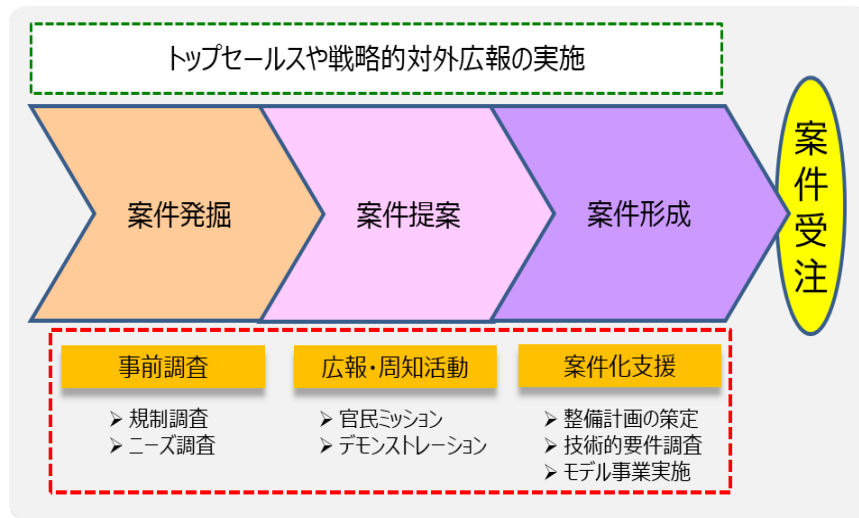 トップセールスや戦略的対外広報の実施
案件発掘
案件提案
案件形成
案件受注
事前調査
➢ 規制調査
➢ ニーズ調査
広報・周知活動
➢ 官民ミッション
➢ デモンストレーション
案件化支援
➢ 整備計画の策定
➢ 技術的要件調査
➢ モデル事業実施